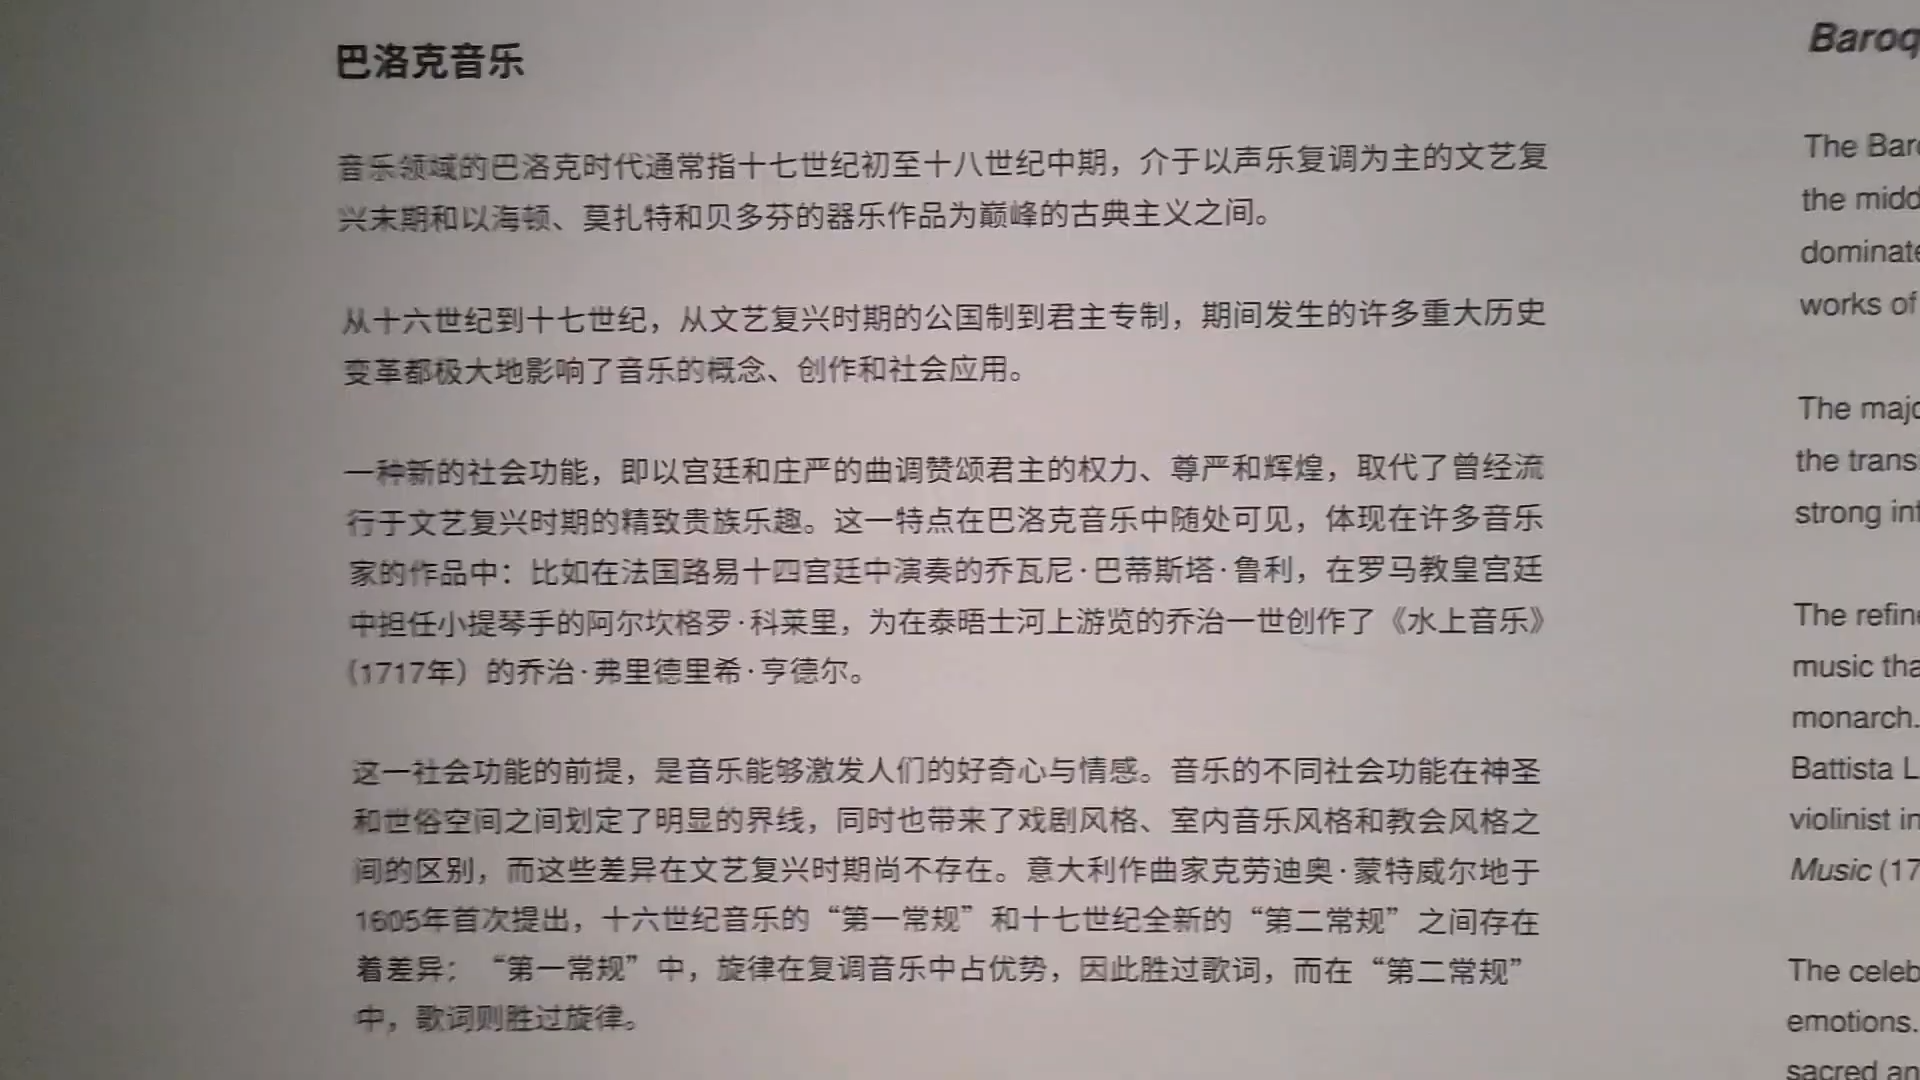 巴洛克音乐
音乐领域的巴洛克时代通常指十七世纪初至十八世纪中期，介于以声乐复调为主的文艺复
兴末期和以海顿、莫扎特和贝多芬的器乐作品为巅峰的古典主义之间。
从十六世纪到十七世纪，从文艺复兴时期的公国制到君主专制，期间发生的许多重大历史
变革都极大地影响了音乐的概念、创作和社会应用。
一种新的社会功能，即以宫廷和庄严的曲调赞颂君主的权力、尊严和辉煌，取代了曾经流
行于文艺复兴时期的精致贵族乐趣。这一特点在巴洛克音乐中随处可见，体现在许多音乐
家的作品中：比如在法国路易十四宫廷中演奏的乔瓦尼·巴蒂斯塔·鲁利，在罗马教皇宫廷
中担任小提琴手的阿尔坎格罗·科莱里，为在泰晤士河上游览的乔治一世创作了《水上音乐》
（1717年）的乔治·弗里德里希·亨德尔。
这一社会功能的前提，是音乐能够激发人们的好奇心与情感。音乐的不同社会功能在神圣
和世俗空间之间划定了明显的界线，同时也带来了戏剧风格、室内音乐风格和教会风格之
间的区别，而这些差异在文艺复兴时期尚不存在。意大利作曲家克劳迪奥·蒙特威尔地于
1605年首次提出，十六世纪音乐的“第一常规”和十七世纪全新的“第二常规”之间存在
着差异；“第一常规”中，旋律在复调音乐中占优势，因此胜过歌词，而在“第二常规”
中，歌词则胜过旋律。
The
the
works of
The
the
strong
The
music
monarch.
Battista
violinist in
Music
The
emotions.
sacred